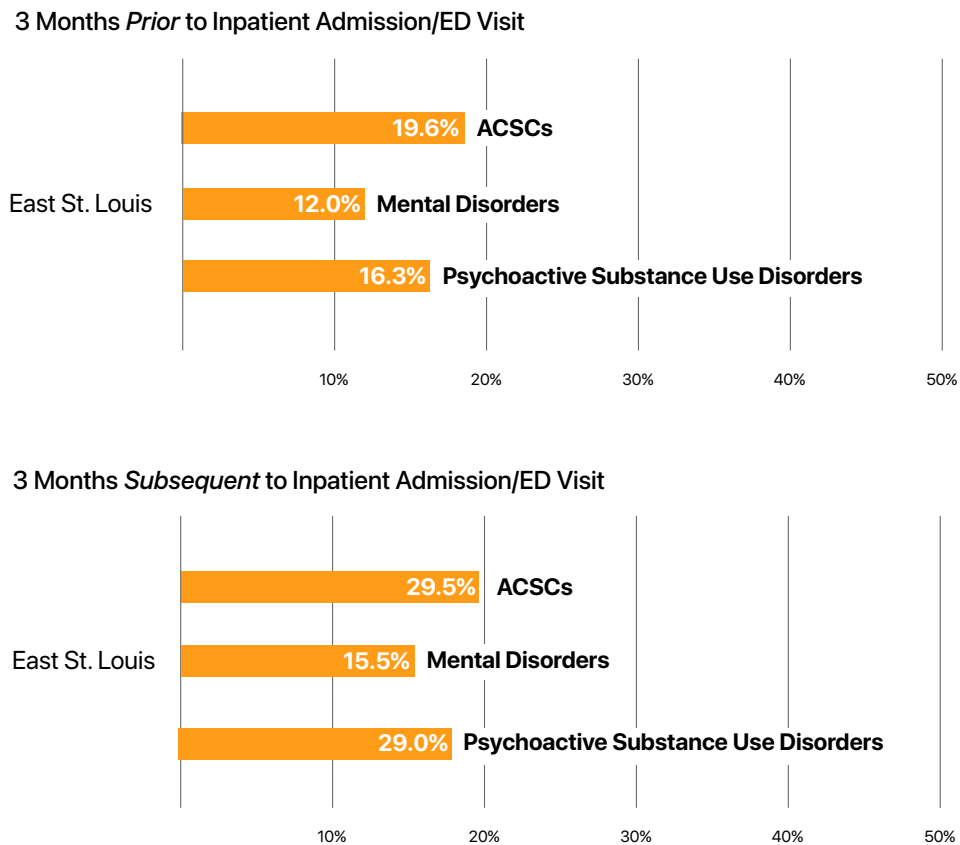 3 Months Prior to Inpatient Admission/ED Visit
19.6% ACSCs
East St. Louis 12.0% Mental Disorders
16.3% Psychoactive Substance Use Disorders
10% 20% 30% 40% 50%
3 Months Subsequent to Inpatient Admission/ED Visit
29.5% ACSCs
East St. Louis 15.5% Mental Disorders
29.0% Psychoactive Substance Use Disorders
10% 20% 30% 40% 50%